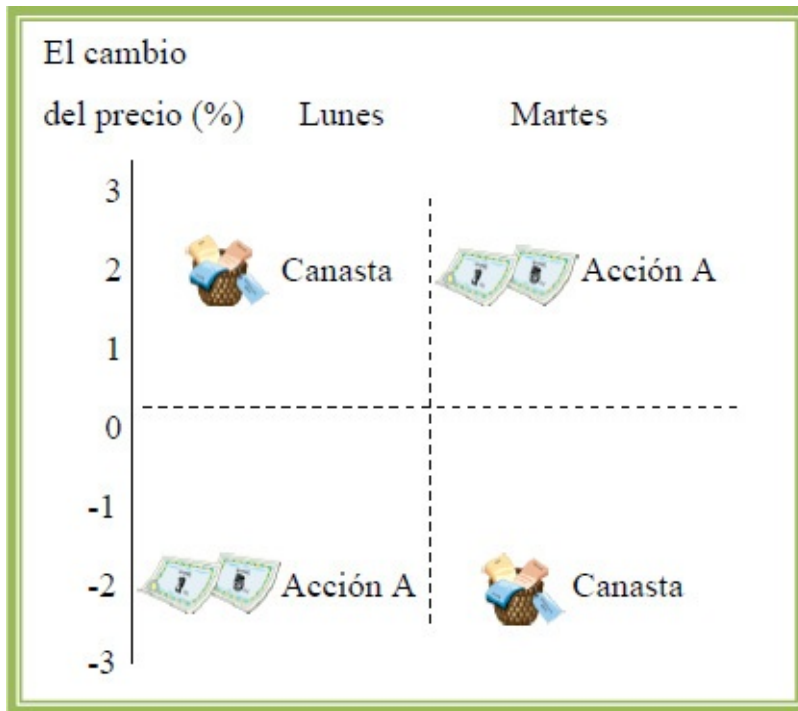 El cambio
del precio (%) Lunes Martes
3
2 Canasta Acción A
1
0
-1
-2 Acción A Canasta
-3